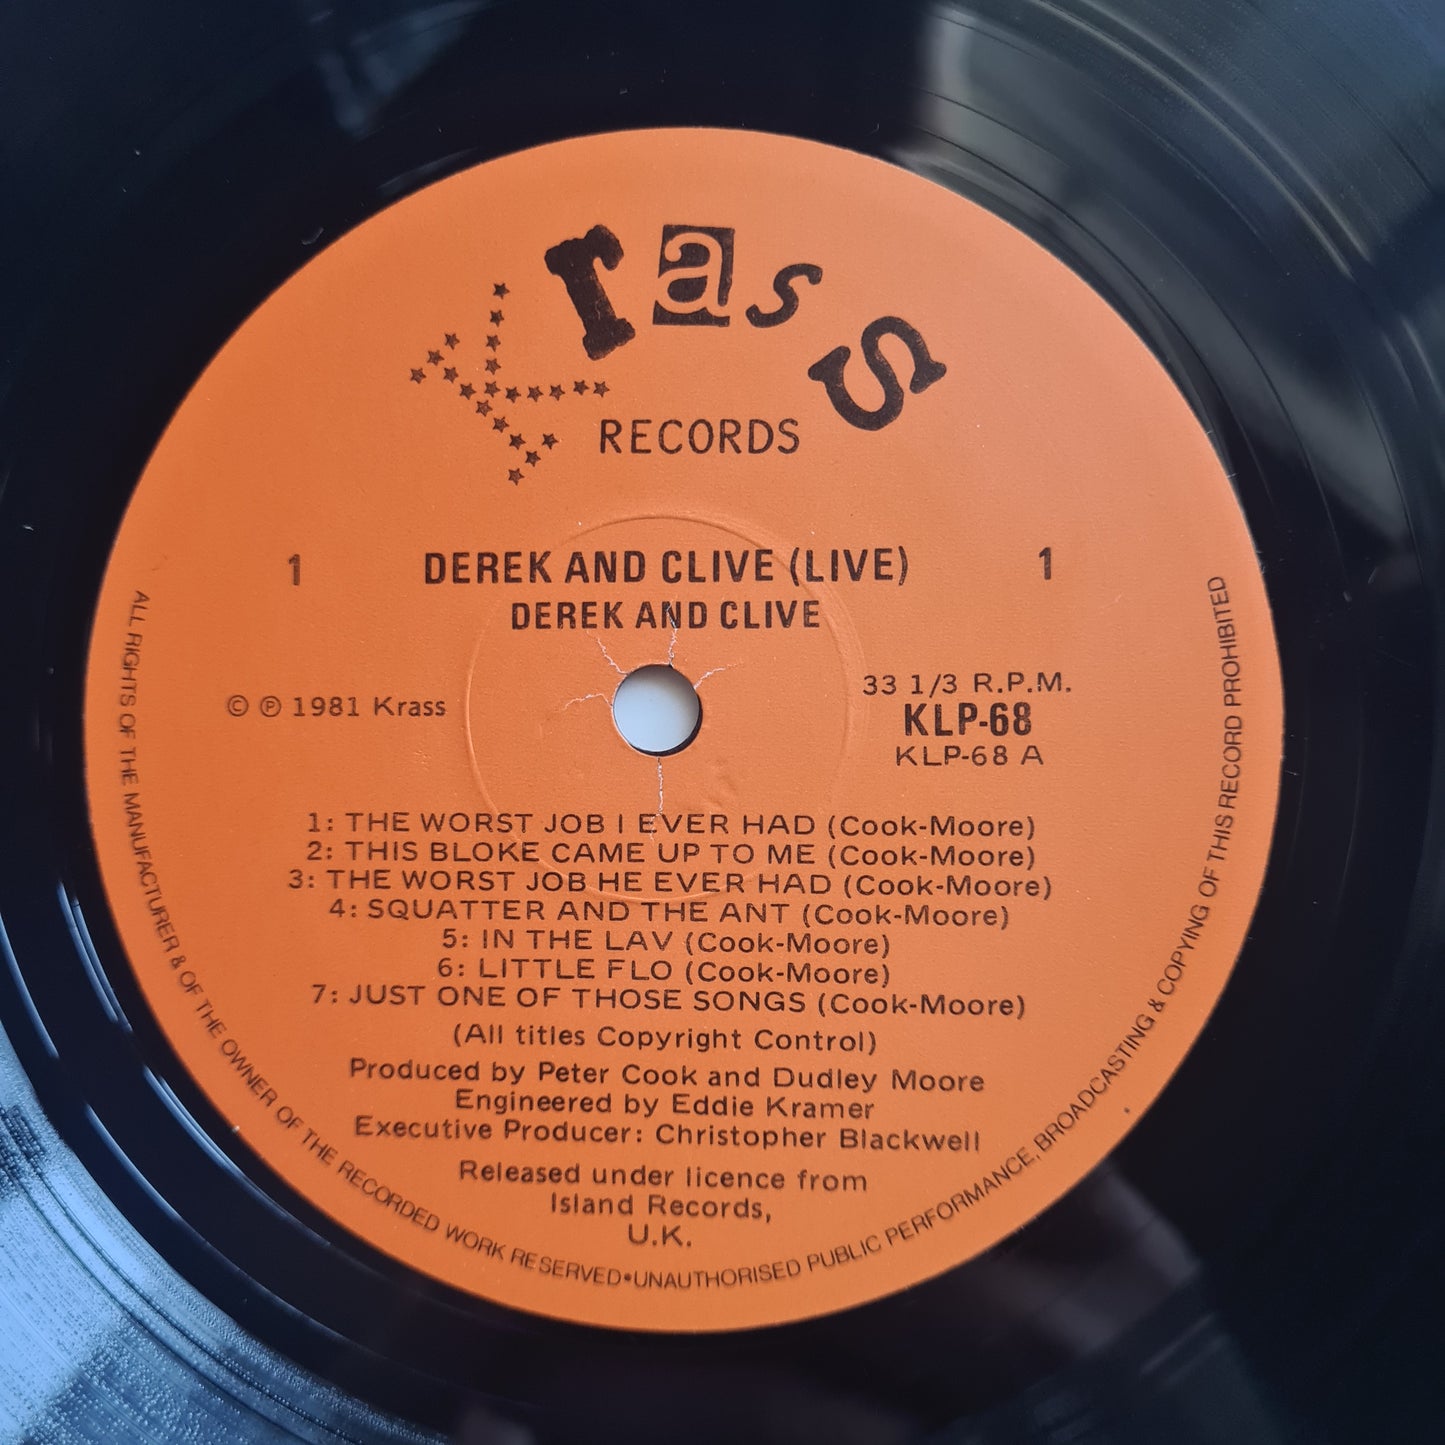 Krass
RECORDS
1 DEREK AND CLIVE (LIVE) 1
DEREK AND CLIVE
© ℗ 1981 Krass
33 1/3 R.P.M.
KLP-68
KLP-68 A
1: THE WORST JOB I EVER HAD (Cook-Moore)
2: THIS BLOKE CAME UP TO ME (Cook-Moore)
3: THE WORST JOB HE EVER HAD (Cook-Moore)
4: SQUATTER AND THE ANT (Cook-Moore)
5: IN THE LAV (Cook-Moore)
6: LITTLE FLO (Cook-Moore)
7: JUST ONE OF THOSE SONGS (Cook-Moore)
(All titles Copyright Control)
Produced by Peter Cook and Dudley Moore
Engineered by Eddie Kramer
Executive Producer: Christopher Blackwell
Released under licence from
Island Records,
U.K.
ALL RIGHTS OF THE MANUFACTURER & OF THE OWNER OF THE RECORDED WORK RESERVED•UNAUTHORISED PUBLIC PERFORMANCE, BROADCASTING & COPYING OF THIS RECORD PROHIBITED